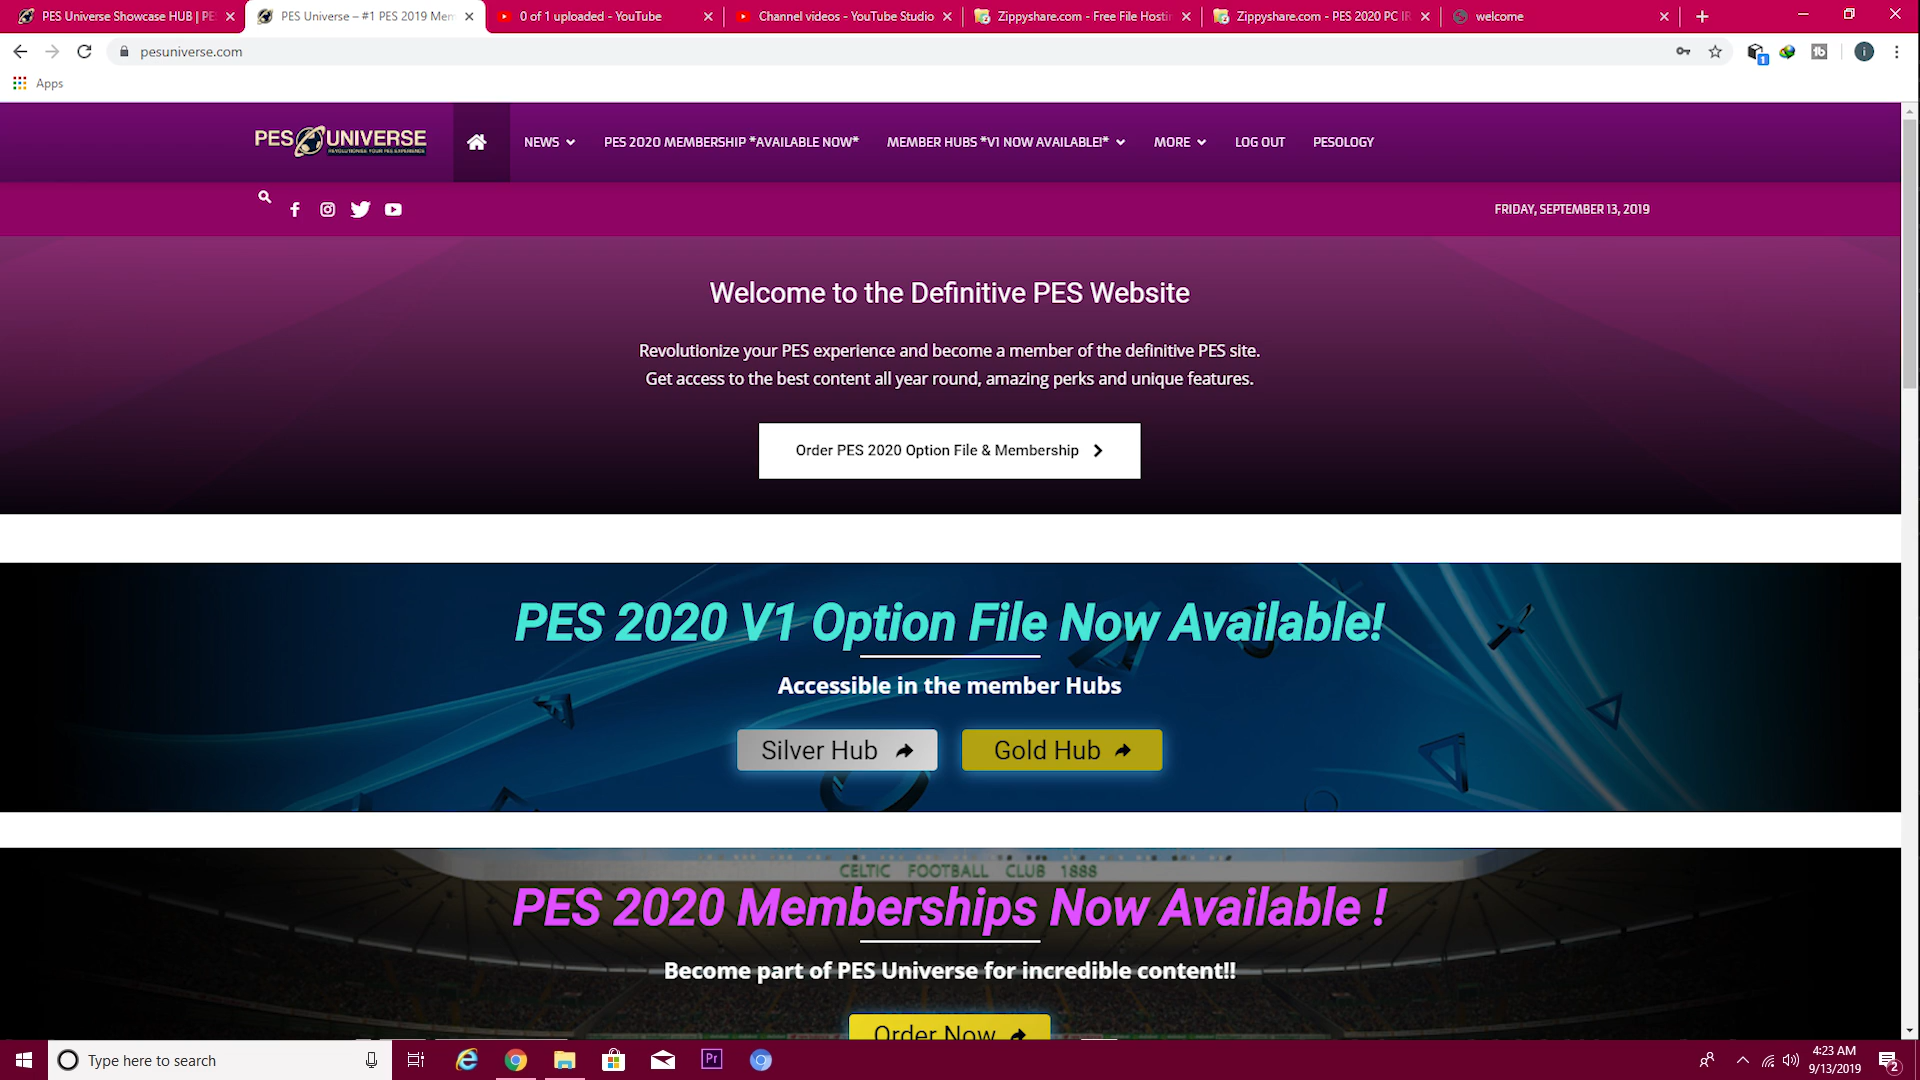 PES Universe Showcase HUB | PE
PES Universe – #1 PES 2019 Mem
0 of 1 uploaded - YouTube
Channel videos - YouTube Studio
Zippyshare.com - Free File Hostin
Zippyshare.com - PES 2020 PC IR
welcome
pesuniverse.com
Apps
PES UNIVERSE
REVOLUTIONISE YOUR PES EXPERIENCE
NEWS
PES 2020 MEMBERSHIP *AVAILABLE NOW*
MEMBER HUBS *V1 NOW AVAILABLE!*
MORE
LOG OUT
PESOLOGY
FRIDAY, SEPTEMBER 13, 2019
Welcome to the Definitive PES Website
Revolutionize your PES experience and become a member of the definitive PES site.
Get access to the best content all year round, amazing perks and unique features.
Order PES 2020 Option File & Membership
PES 2020 V1 Option File Now Available!
Accessible in the member Hubs
Silver Hub
Gold Hub
CELTIC FOOTBALL CLUB 1888
PES 2020 Memberships Now Available !
Become part of PES Universe for incredible content!!
Order Now
Type here to search
Pr
4:23 AM
9/13/2019
2